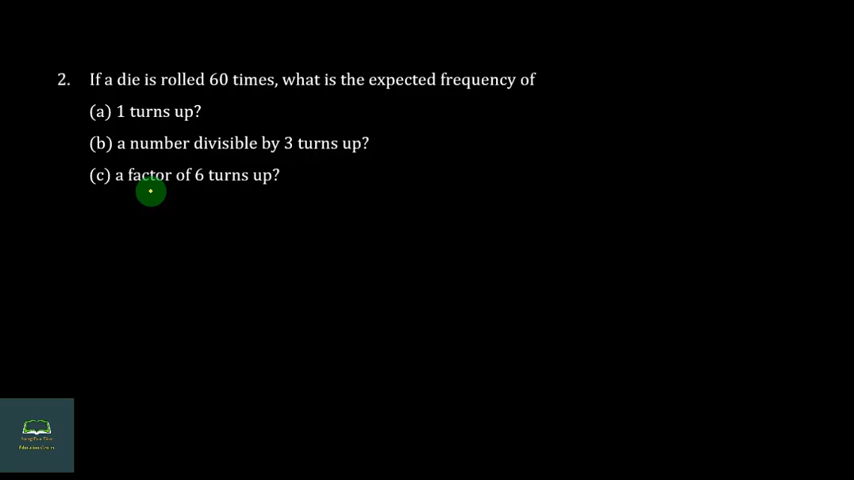 2. If a die is rolled 60 times, what is the expected frequency of
(a) 1 turns up?
(b) a number divisible by 3 turns up?
(c) a factor of 6 turns up?